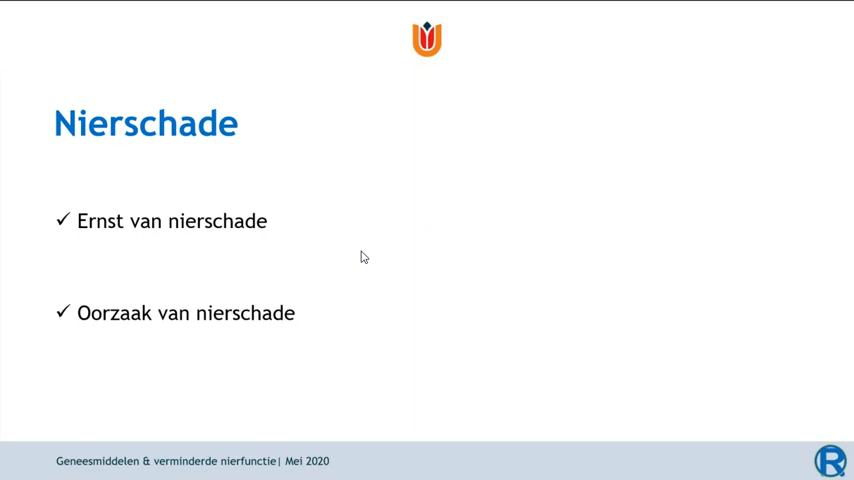 Nierschade
✓ Ernst van nierschade
✓ Oorzaak van nierschade
Geneesmiddelen & verminderde nierfunctie| Mei 2020
R